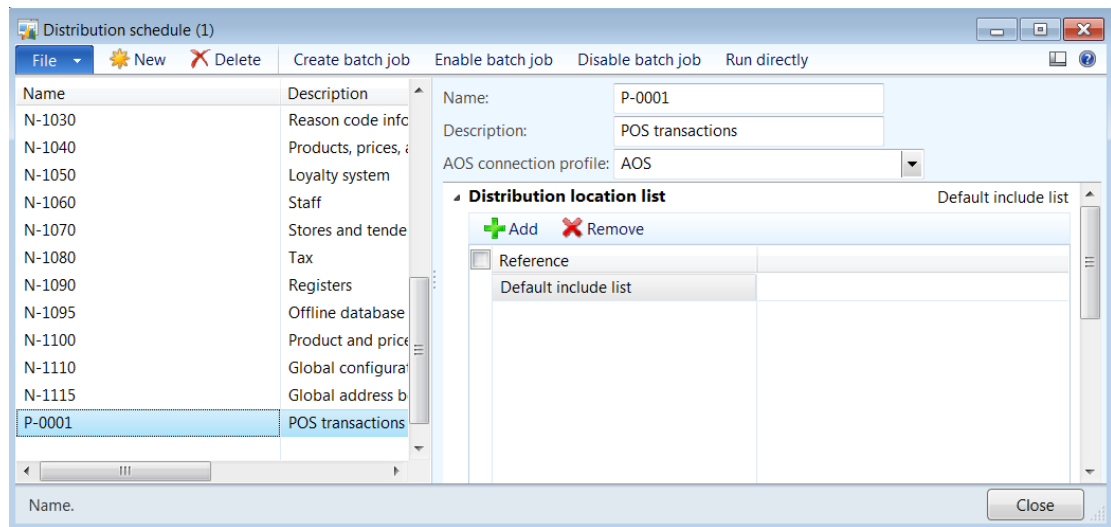 Distribution schedule (1)
File New Delete Create batch job Enable batch job Disable batch job Run directly
Name Description
N-1030 Reason code info
N-1040 Products, prices, a
N-1050 Loyalty system
N-1060 Staff
N-1070 Stores and tende
N-1080 Tax
N-1090 Registers
N-1095 Offline database
N-1100 Product and price
N-1110 Global configurat
N-1115 Global address b
P-0001 POS transactions
Name: P-0001
Description: POS transactions
AOS connection profile: AOS
Distribution location list Default include list
Add Remove
Reference
Default include list
Name. Close